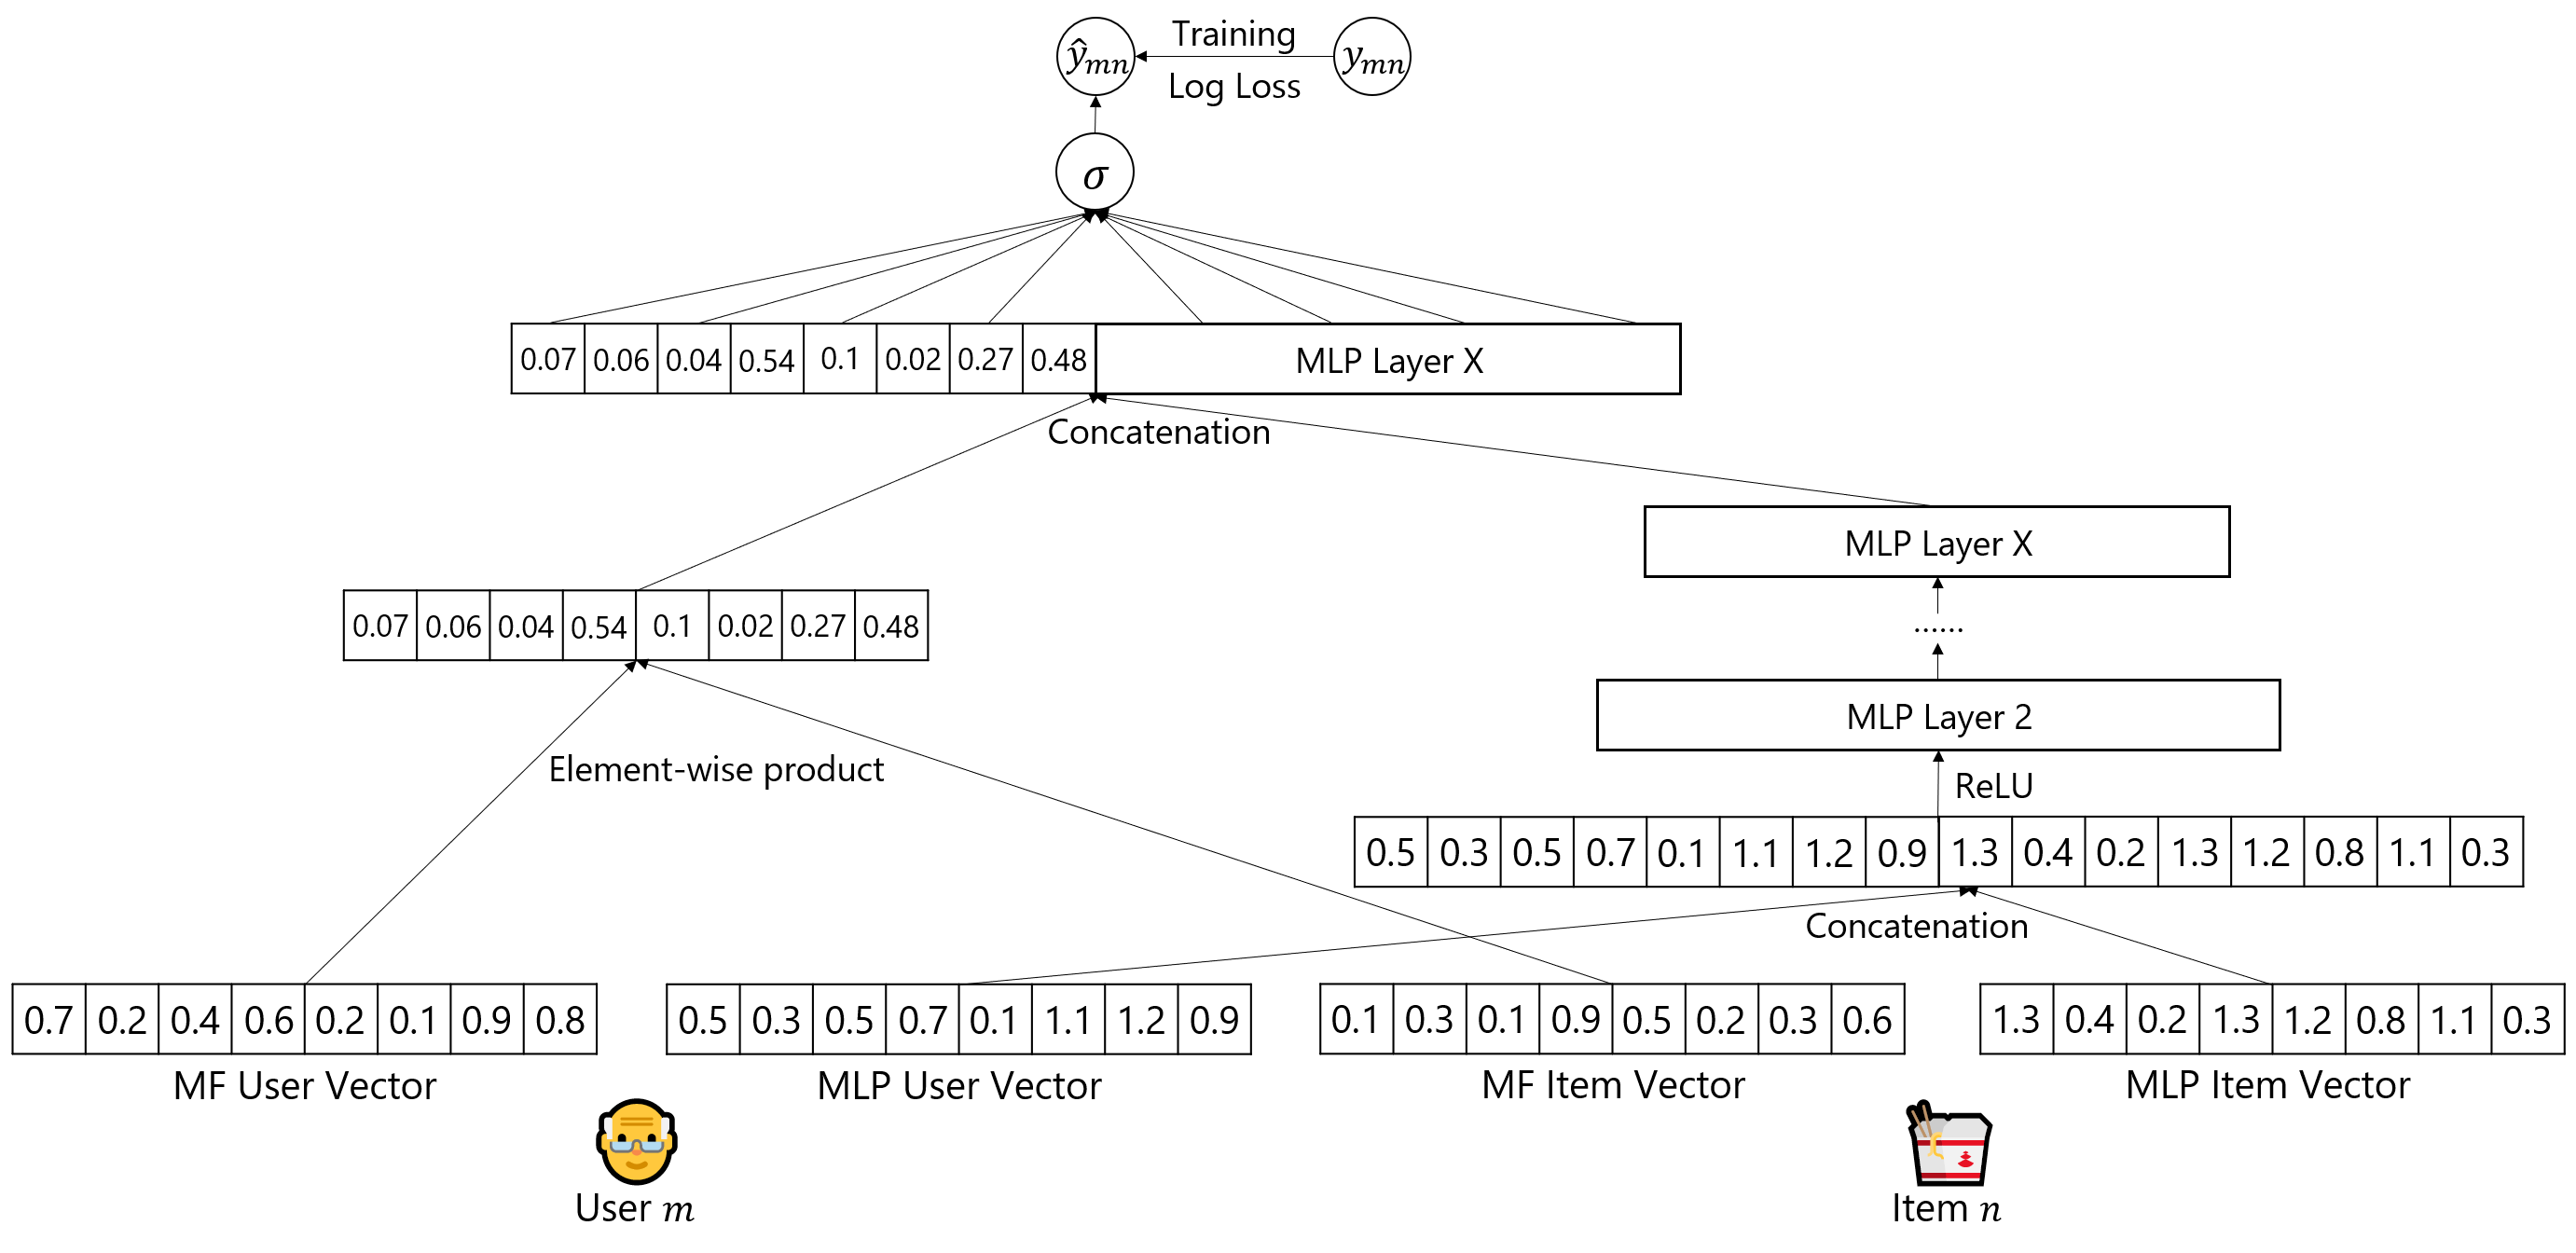 ŷmn
Training
ymn
Log Loss
σ
0.07 0.06 0.04 0.54 0.1 0.02 0.27 0.48 MLP Layer X
Concatenation
MLP Layer X
0.07 0.06 0.04 0.54 0.1 0.02 0.27 0.48
......
MLP Layer 2
Element-wise product
ReLU
0.5 0.3 0.5 0.7 0.1 1.1 1.2 0.9 1.3 0.4 0.2 1.3 1.2 0.8 1.1 0.3
Concatenation
0.7 0.2 0.4 0.6 0.2 0.1 0.9 0.8
0.5 0.3 0.5 0.7 0.1 1.1 1.2 0.9
0.1 0.3 0.1 0.9 0.5 0.2 0.3 0.6
1.3 0.4 0.2 1.3 1.2 0.8 1.1 0.3
MF User Vector
MLP User Vector
MF Item Vector
MLP Item Vector
User m
Item n